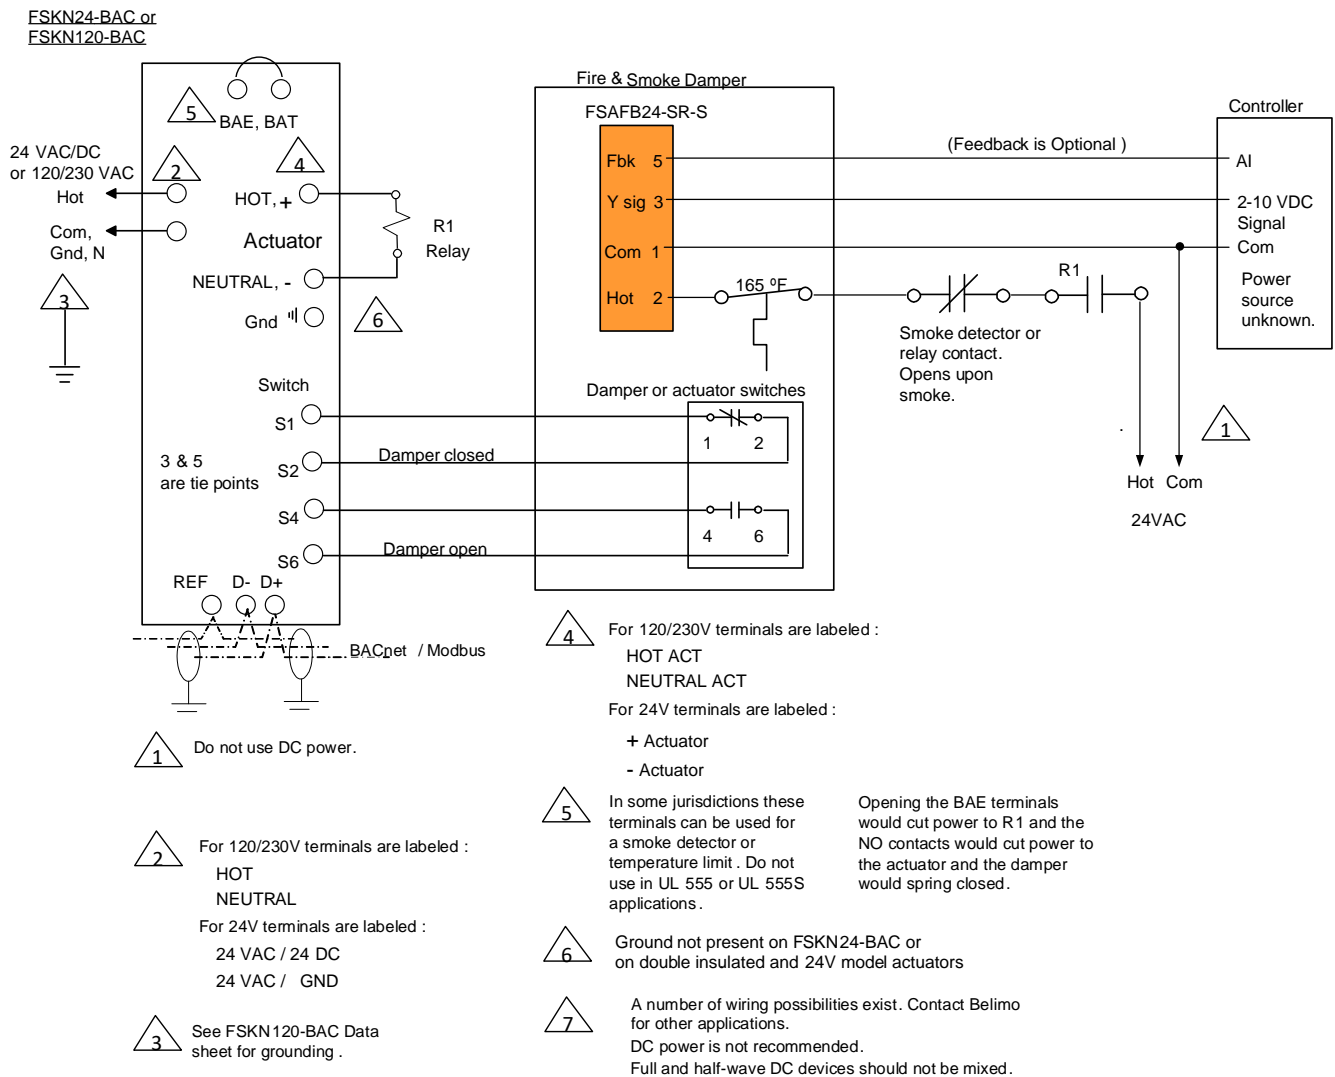 FSKN24-BAC or
FSKN120-BAC
5
BAE, BAT
24 VAC/DC
or 120/230 VAC
2
4
Hot
HOT, +
Com,
Gnd, N
Actuator
R1
Relay
3
NEUTRAL, -
Gnd
6
Switch
S1
3 & 5
are tie points
S2
Damper closed
S4
S6
Damper open
REF D- D+
BACnet / Modbus
Fire & Smoke Damper
FSAFB24-SR-S
Fbk 5
Y sig 3
Com 1
Hot 2
165 ºF
Damper or actuator switches
1 2
4 6
(Feedback is Optional )
Controller
AI
2-10 VDC
Signal
Com
Power
source
unknown.
R1
Smoke detector or
relay contact.
Opens upon
smoke.
.
1
Hot Com
24VAC
1
Do not use DC power.
2
For 120/230V terminals are labeled :
HOT
NEUTRAL
For 24V terminals are labeled :
24 VAC / 24 DC
24 VAC / GND
3
See FSKN120-BAC Data
sheet for grounding .
4
For 120/230V terminals are labeled :
HOT ACT
NEUTRAL ACT
For 24V terminals are labeled :
+ Actuator
- Actuator
5
In some jurisdictions these
terminals can be used for
a smoke detector or
temperature limit . Do not
use in UL 555 or UL 555S
applications .
Opening the BAE terminals
would cut power to R1 and the
NO contacts would cut power to
the actuator and the damper
would spring closed .
6
Ground not present on FSKN24-BAC or
on double insulated and 24V model actuators
7
A number of wiring possibilities exist. Contact Belimo
for other applications.
DC power is not recommended.
Full and half-wave DC devices should not be mixed .